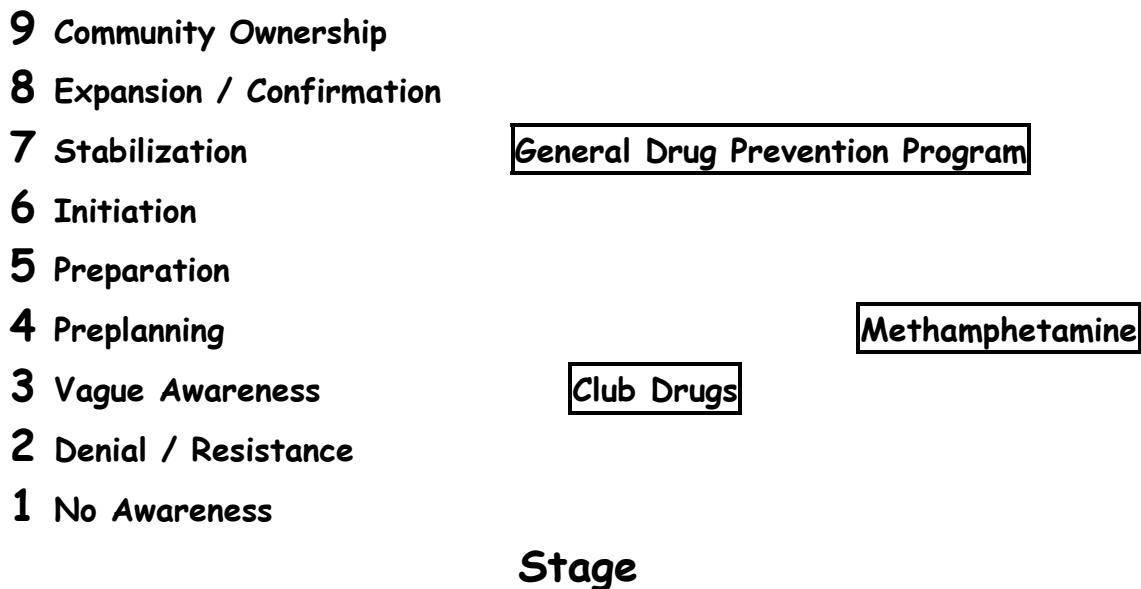 9 Community Ownership
8 Expansion / Confirmation
7 Stabilization General Drug Prevention Program
6 Initiation
5 Preparation
4 Preplanning Methamphetamine
3 Vague Awareness Club Drugs
2 Denial / Resistance
1 No Awareness
Stage